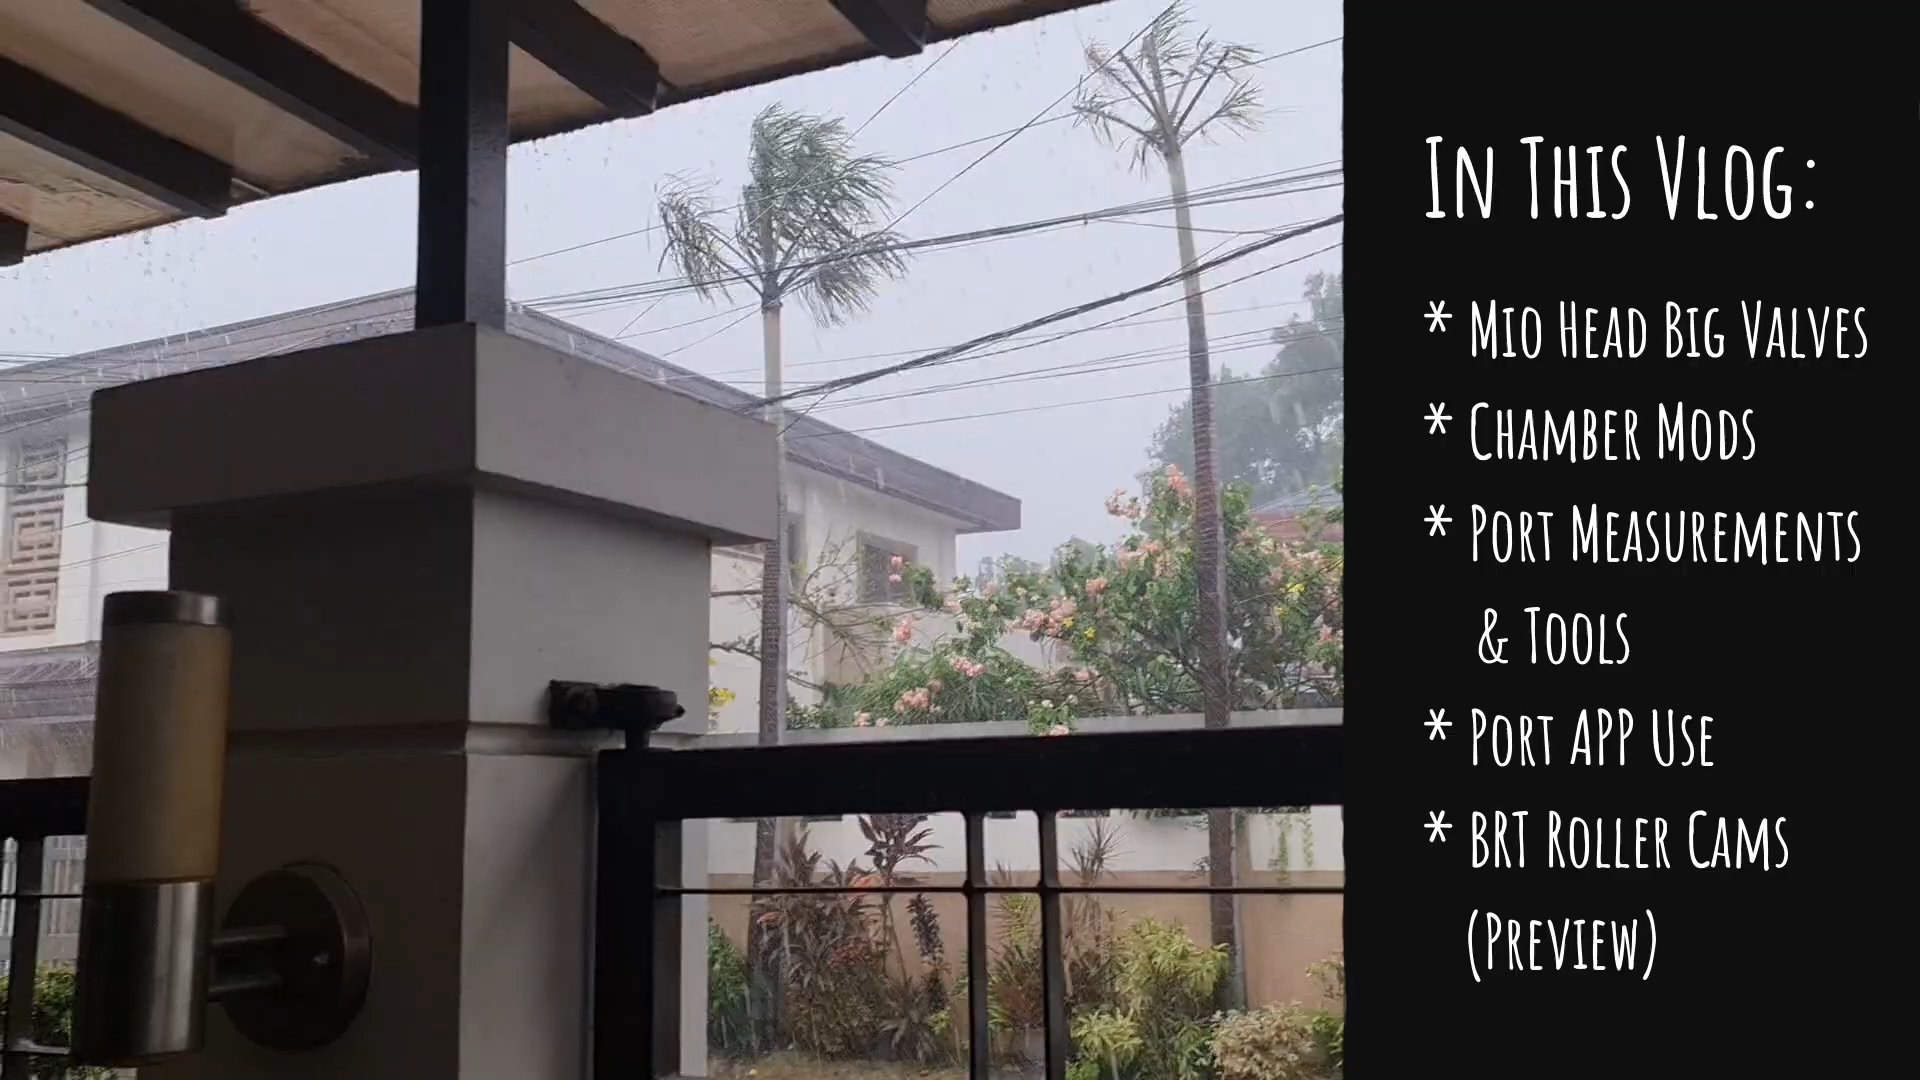 In This Vlog:
* Mio Head Big Valves
* Chamber Mods
* Port Measurements
& Tools
* Port APP Use
* BRT Roller Cams
(Preview)